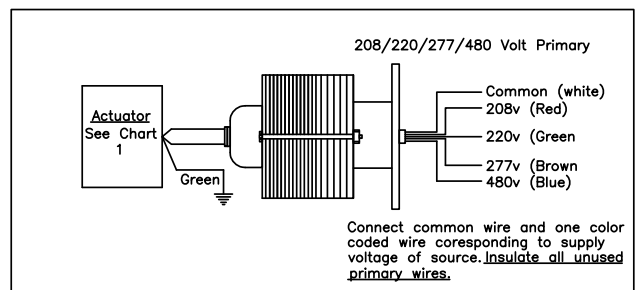 208/220/277/480 Volt Primary
Actuator
See Chart
1
Green
Common (white)
208v (Red)
220v (Green
277v (Brown
480v (Blue)
Connect common wire and one color
coded wire coresponding to supply
voltage of source. Insulate all unused
primary wires.